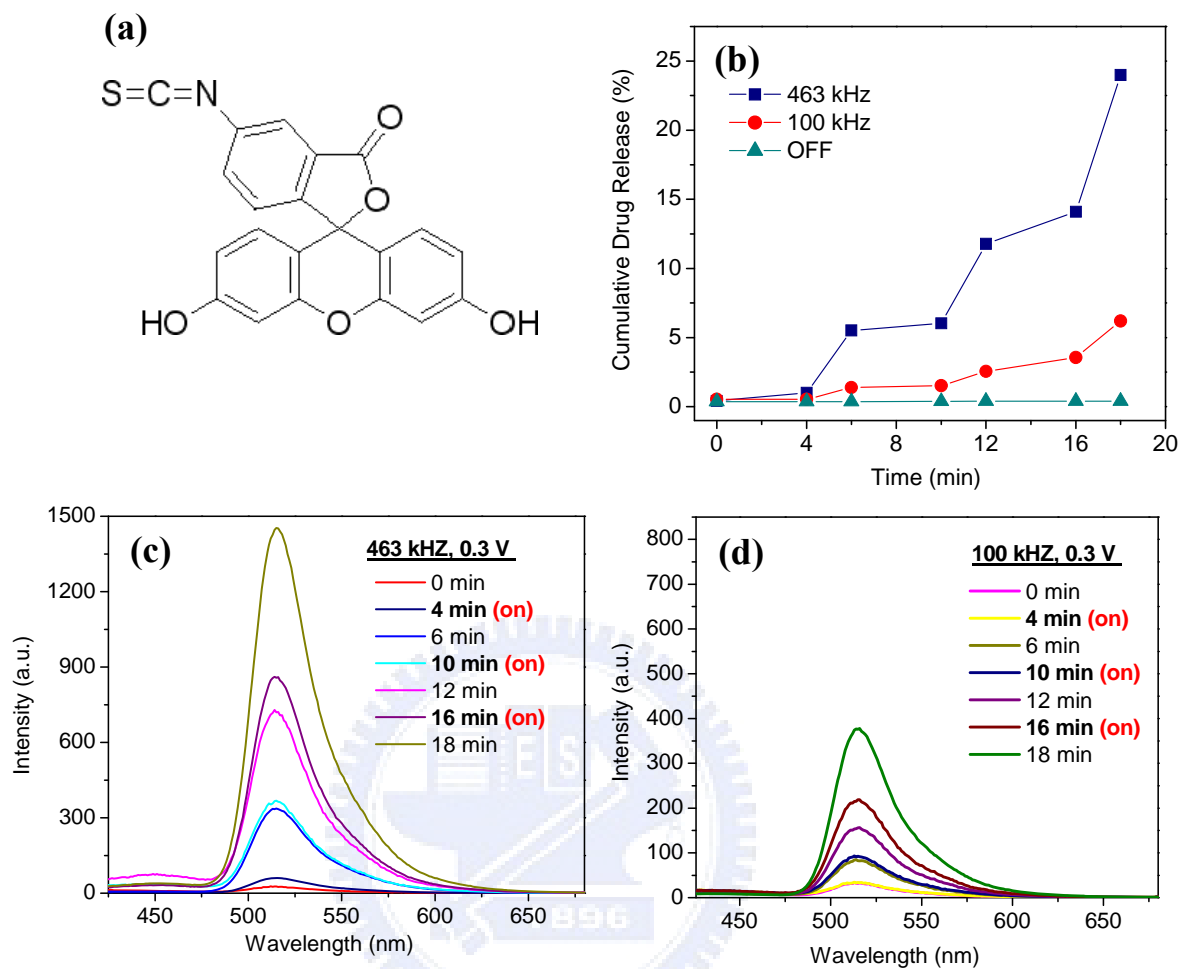 (a)
S=C=N
O
O
HO
O
OH
(b)
463 kHz
100 kHz
OFF
Cumulative Drug Release (%)
25
20
15
10
5
0
0 4 8 12 16 20
Time (min)
(c)
463 kHZ, 0.3 V
0 min
4 min (on)
6 min
10 min (on)
12 min
16 min (on)
18 min
Intensity (a.u.)
1500
1200
900
600
300
0
450 500 550 600 650
Wavelength (nm)
(d)
100 kHZ, 0.3 V
0 min
4 min (on)
6 min
10 min (on)
12 min
16 min (on)
18 min
Intensity (a.u.)
800
700
600
500
400
300
200
100
0
450 500 550 600 650
Wavelength (nm)
E S
1896